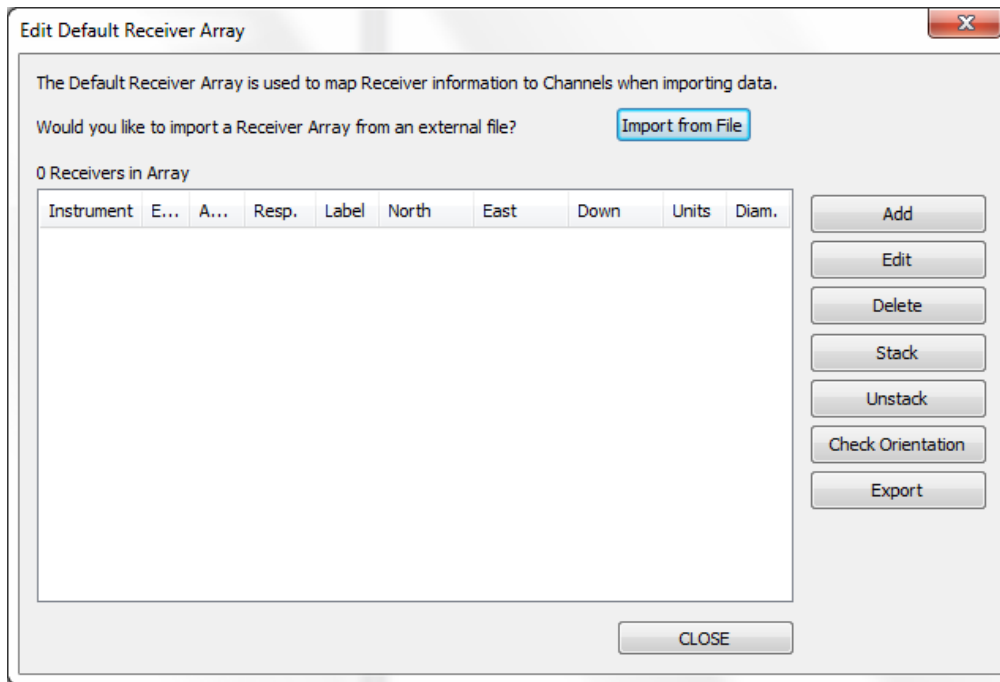 Edit Default Receiver Array
The Default Receiver Array is used to map Receiver information to Channels when importing data.
Would you like to import a Receiver Array from an external file? Import from File
0 Receivers in Array
Instrument E... A... Resp. Label North East Down Units Diam.
Add
Edit
Delete
Stack
Unstack
Check Orientation
Export
CLOSE